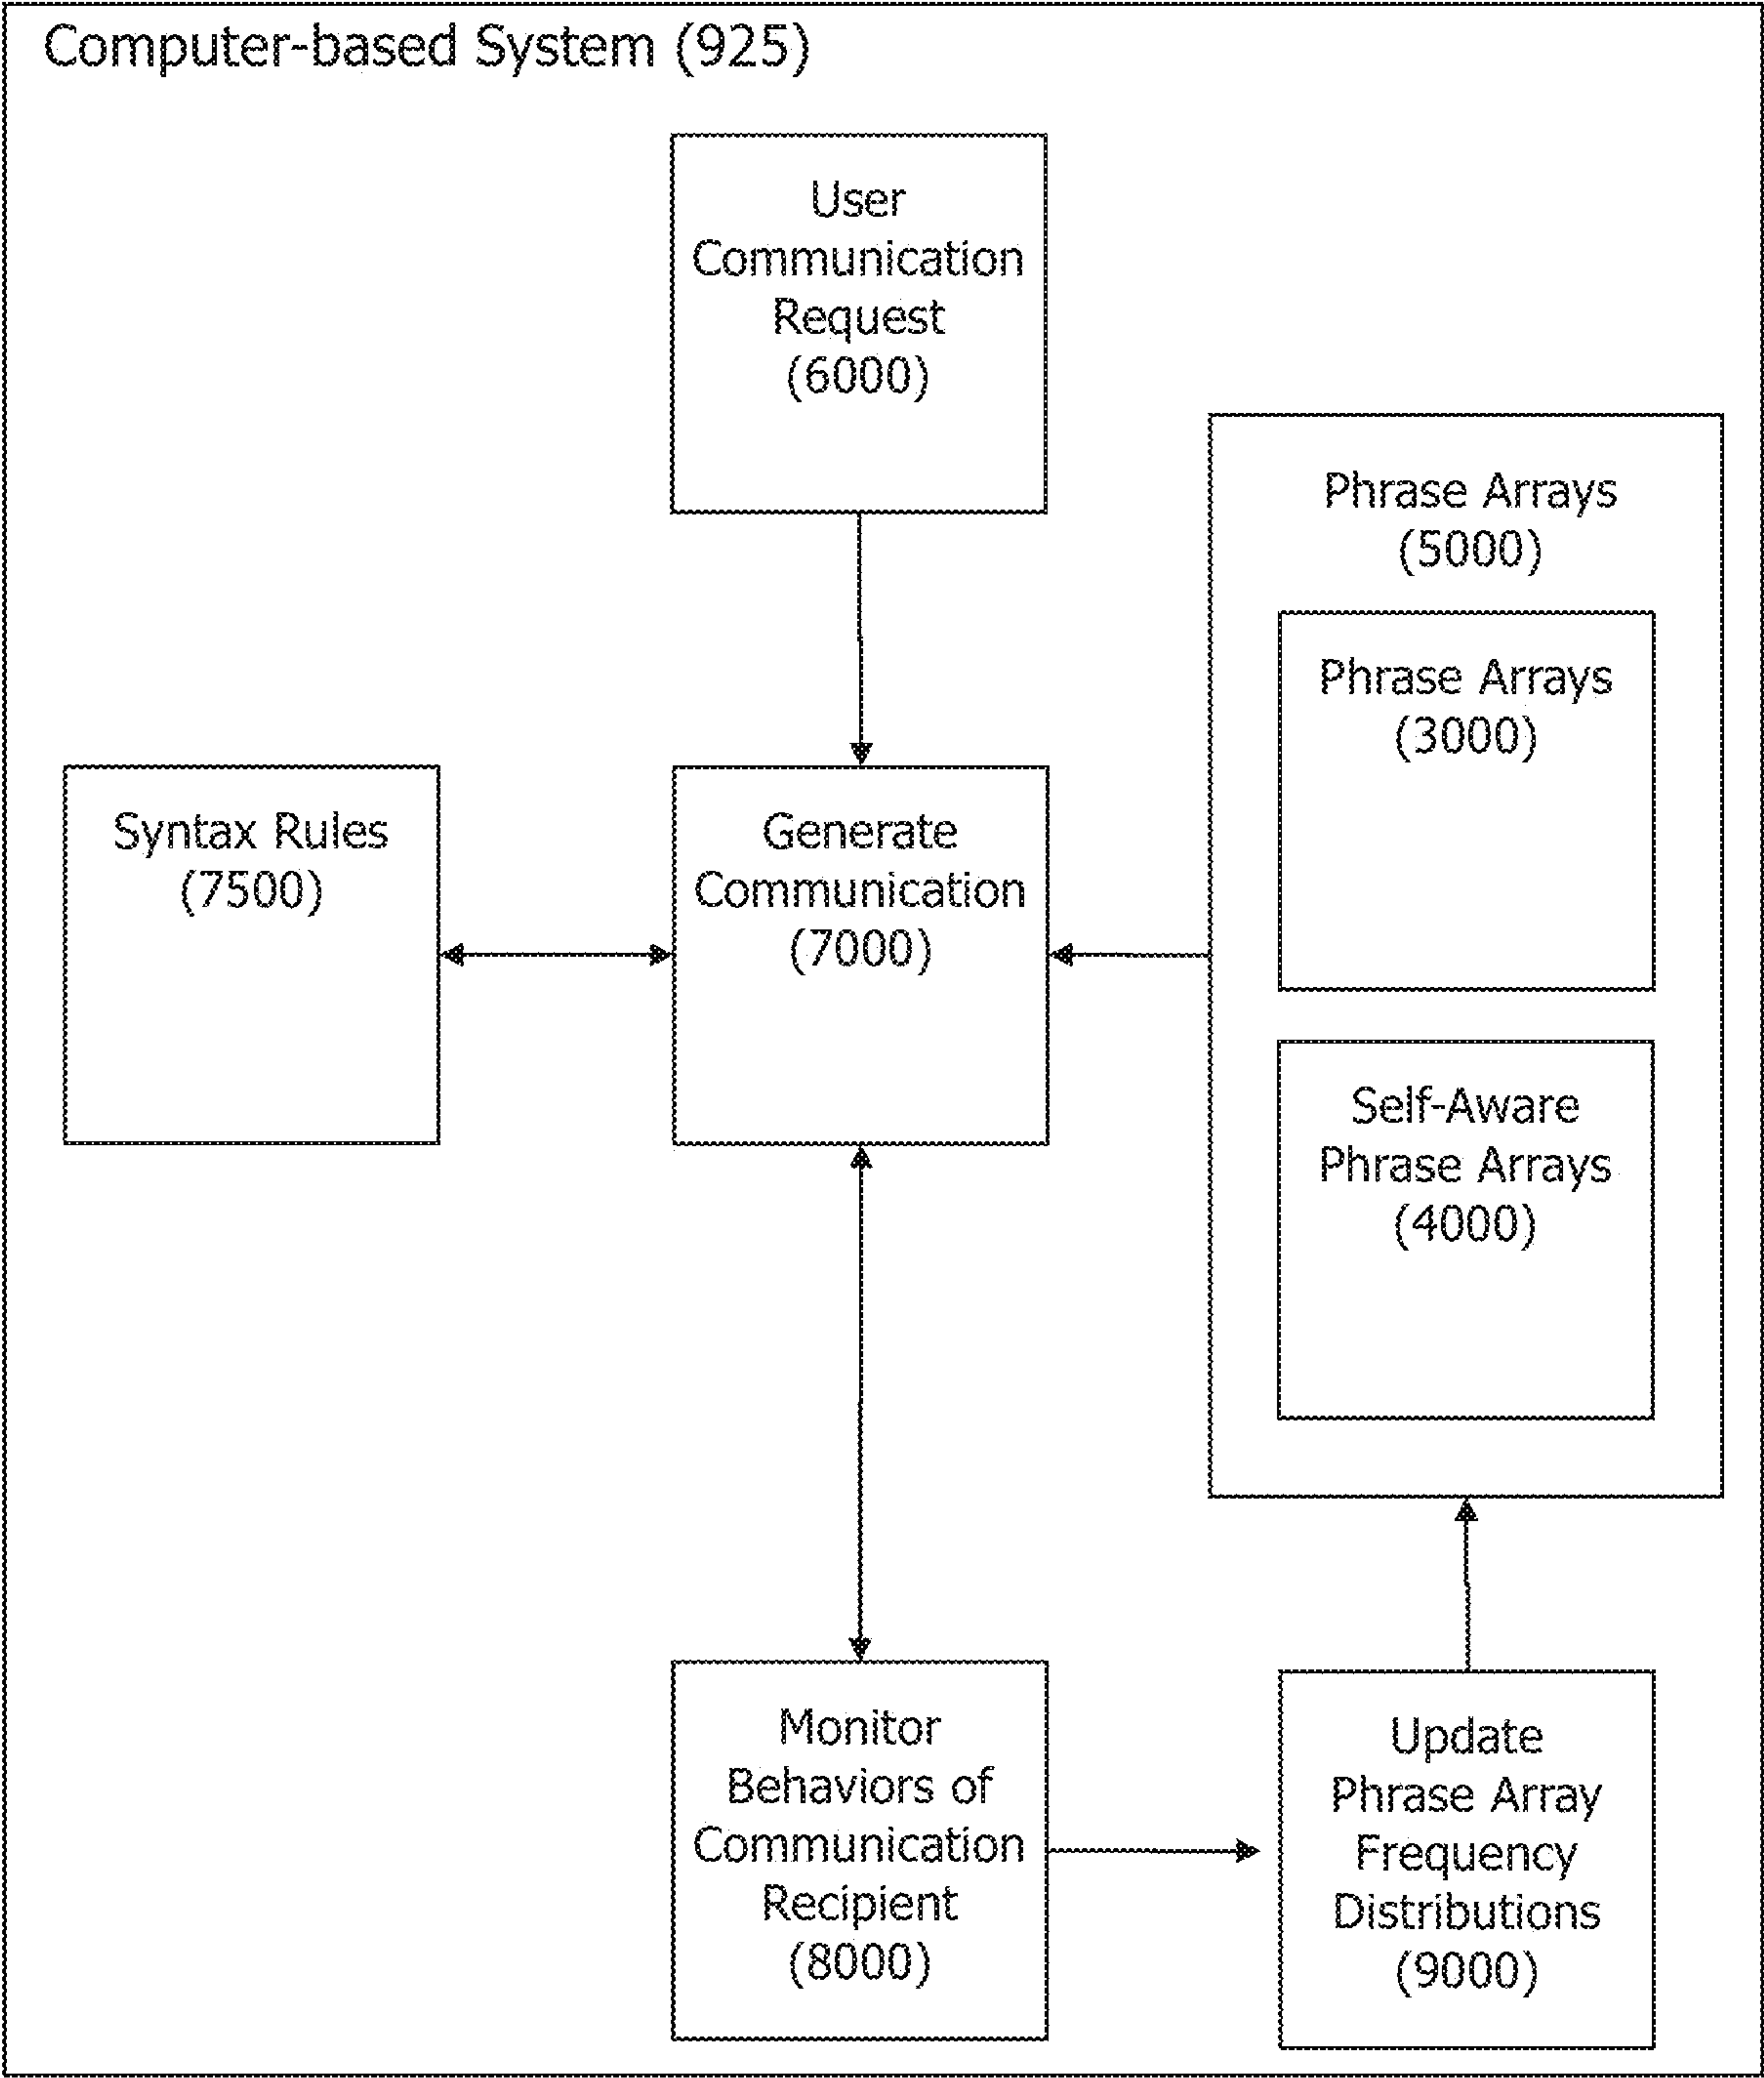 Computer-based System (925)
User
Communication
Request
(6000)
Phrase Arrays
(5000)
Phrase Arrays
(3000)
Syntax Rules
(7500)
Generate
Communication
(7000)
Self-Aware
Phrase Arrays
(4000)
Monitor
Behaviors of
Communication
Recipient
(8000)
Update
Phrase Array
Frequency
Distributions
(9000)